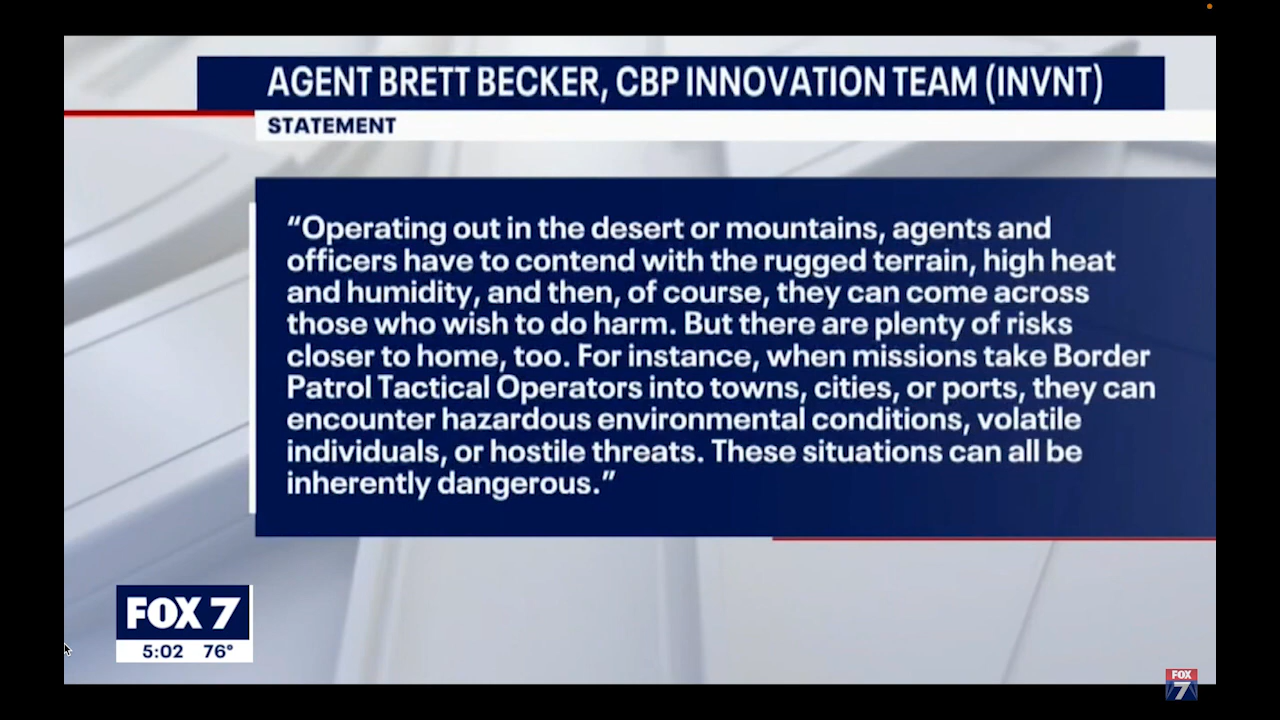 AGENT BRETT BECKER, CBP INNOVATION TEAM (INVNT)
STATEMENT
“Operating out in the desert or mountains, agents and
officers have to contend with the rugged terrain, high heat
and humidity, and then, of course, they can come across
those who wish to do harm. But there are plenty of risks
closer to home, too. For instance, when missions take Border
Patrol Tactical Operators into towns, cities, or ports, they can
encounter hazardous environmental conditions, volatile
individuals, or hostile threats. These situations can all be
inherently dangerous.”
FOX 7
5:02 76°
FOX
7